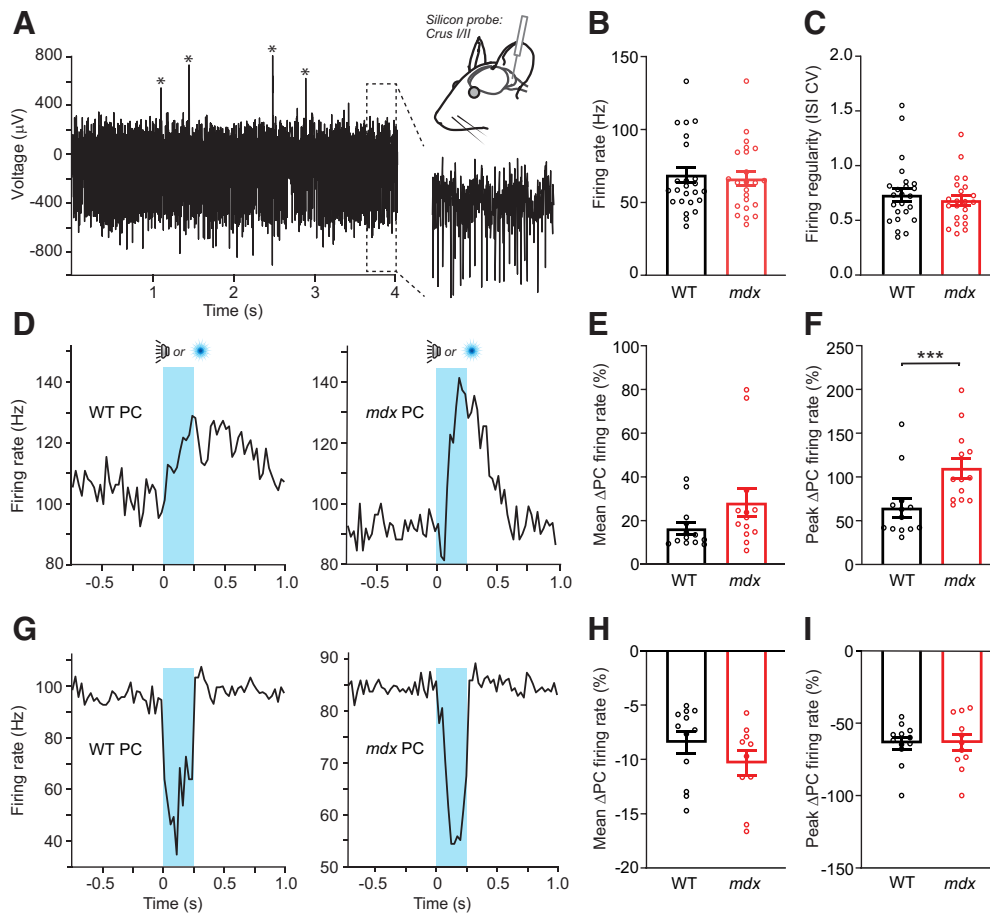 A
Silicon probe:
Crus I/II
800
400
0
-400
-800
Voltage (µV)
* * * *
1 2 3 4
Time (s)
B
150
100
50
0
Firing rate (Hz)
WT mdx
C
2.0
1.5
1.0
0.5
0.0
Firing regularity (ISI CV)
WT mdx
D
or
140
120
100
80
Firing rate (Hz)
WT PC
-0.5 0 0.5 1.0
or
140
120
100
80
mdx PC
-0.5 0 0.5 1.0
E
100
80
60
40
20
0
Mean ΔPC firing rate (%)
WT mdx
F
250
200
150
100
50
0
Peak ΔPC firing rate (%)
***
WT mdx
G
100
80
60
40
Firing rate (Hz)
WT PC
-0.5 0 0.5 1.0
Time (s)
90
80
70
60
50
mdx PC
-0.5 0 0.5 1.0
Time (s)
H
0
-5
-10
-15
-20
Mean ΔPC firing rate (%)
WT mdx
I
0
-50
-100
-150
Peak ΔPC firing rate (%)
WT mdx